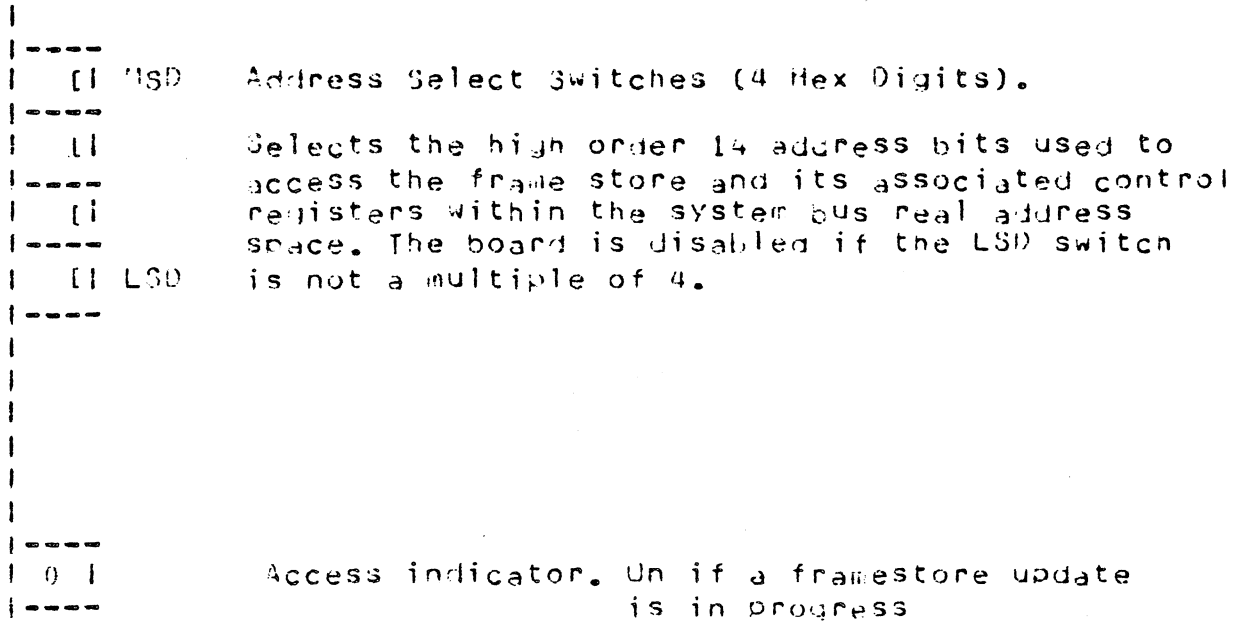 |
|----
|   [| MSD   Address Select Switches (4 Hex Digits).
|----
|   [|       Selects the high order 14 address bits used to
|----        access the frame store and its associated control
|   [|       registers within the system bus real address
|----        space. The board is disabled if the LSD switch
|   [| LSD   is not a multiple of 4.
|----
|
|
|
|
|
|
|----
| 0 |        Access indicator. On if a framestore update
|----                          is in progress